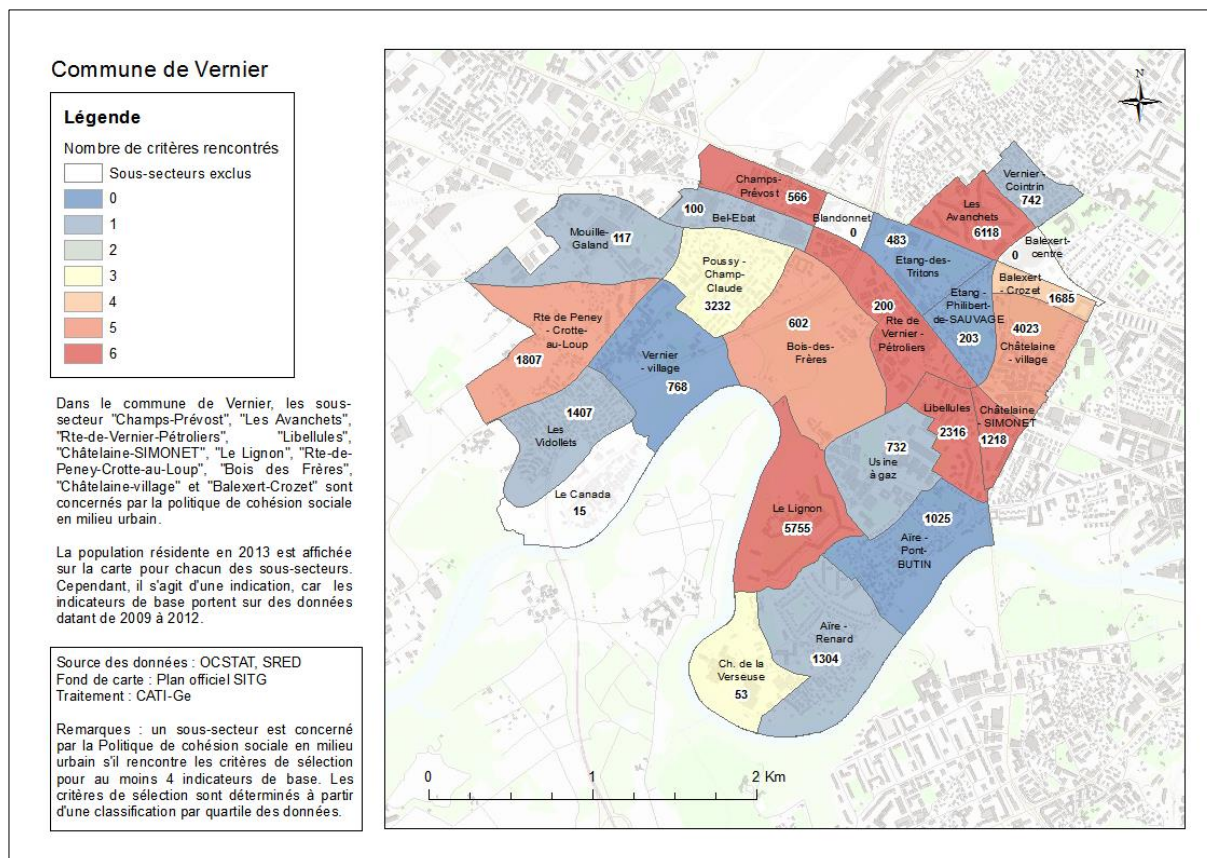 Commune de Vernier
Légende
Nombre de critères rencontrés
Sous-secteurs exclus
0
1
2
3
4
5
6
Dans le commune de Vernier, les sous-
secteur "Champs-Prévost", "Les Avanchets",
"Rte-de-Vernier-Pétroliers", "Libellules",
"Châtelaine-SIMONET", "Le Lignon", "Rte-de-
Peney-Crotte-au-Loup", "Bois des Frères",
"Châtelaine-village" et "Balexert-Crozet" sont
concernés par la politique de cohésion sociale
en milieu urbain.
La population résidente en 2013 est affichée
sur la carte pour chacun des sous-secteurs.
Cependant, il s'agit d'une indication, car les
indicateurs de base portent sur des données
datant de 2009 à 2012.
Source des données : OCSTAT, SRED
Fond de carte : Plan officiel SITG
Traitement : CATI-Ge
Remarques : un sous-secteur est concerné
par la Politique de cohésion sociale en milieu
urbain s'il rencontre les critères de sélection
pour au moins 4 indicateurs de base. Les
critères de sélection sont déterminés à partir
d'une classification par quartile des données.
N
Champs-
Prévost
566
Vernier -
Cointrin
742
Les
Avanchets
6118
100
Bel-Ebat
Blandonnet
0
Mouille-
Galand
117
483
Etang-des-
Tritons
Balexert-
centre
0
Poussy -
Champ-
Claude
3232
Balexert
- Crozet
1685
Etang -
Philibert-
de-SAUVAGE
203
Rte de Peney
- Crotte-
au-Loup
1807
602
Bois-des-
Frères
200
Rte de
Vernier -
Pétroliers
4023
Châtelaine
- village
Vernier
- village
768
1407
Les
Vidollets
Libellules
2316
Châtelaine
- SIMONET
1218
732
Usine
à gaz
Le Canada
15
Le Lignon
5755
1025
Aïre -
Pont-
BUTIN
Aïre -
Renard
1304
Ch. de la
Verseuse
53
0 1 2 Km